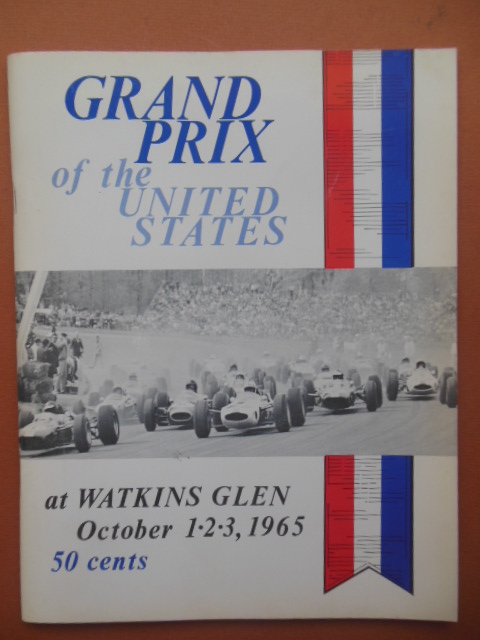 GRAND
PRIX
of the
UNITED
STATES
at WATKINS GLEN
October 1·2·3, 1965
50 cents